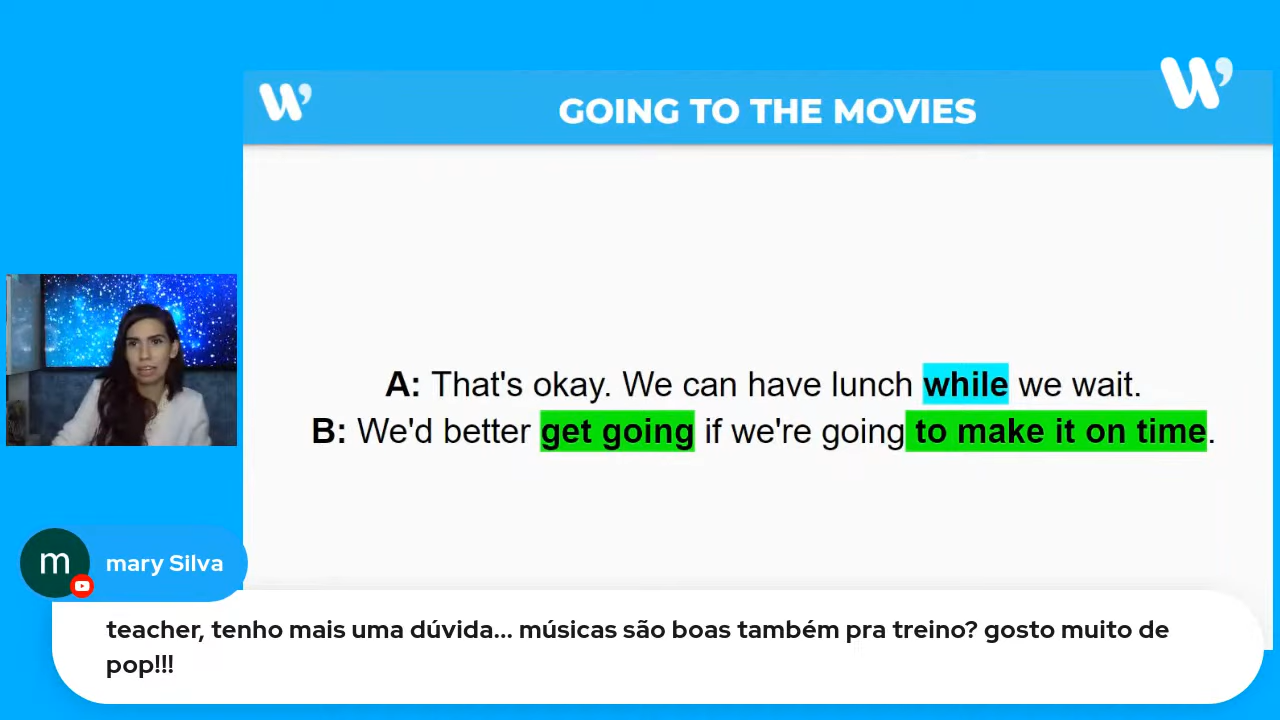 GOING TO THE MOVIES
A: That's okay. We can have lunch while we wait.
B: We'd better get going if we're going to make it on time.
m
mary Silva
teacher, tenho mais uma dúvida... músicas são boas também pra treino? gosto muito de
pop!!!